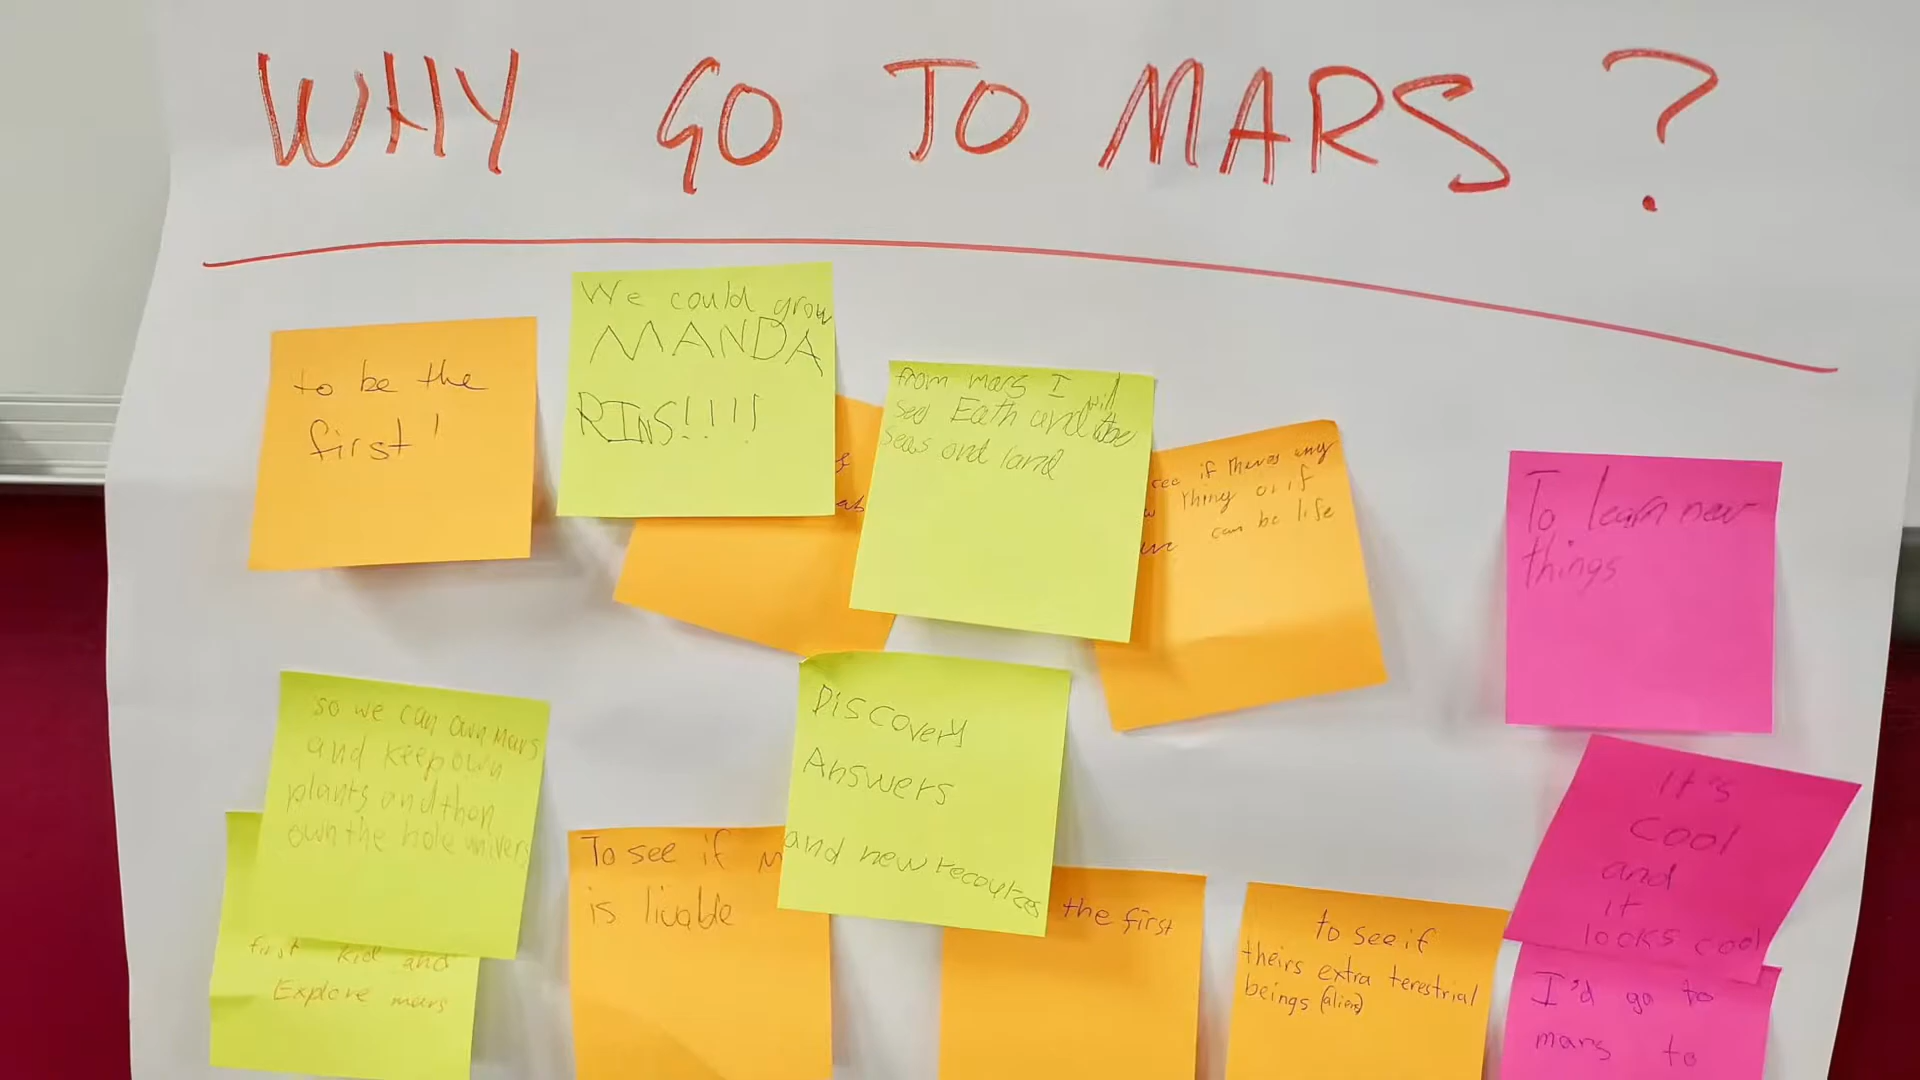 WHY GO TO MARS?
to be the
first!
We could grow
MANDA
RINS!!!!
from mars I will
see Eath and the
seas and land
see if theres any
thing or if
can be life
To learn new
things
so we can own mars
and keep own
plants and then
own the hole univers
first kid and
Explore mars
To see if M
is livable
Discovery
Answers
and new
the first
to see if
theirs extra terestrial
beings (alien)
It's
cool
and
it
looks cool
I'd go to
mars to